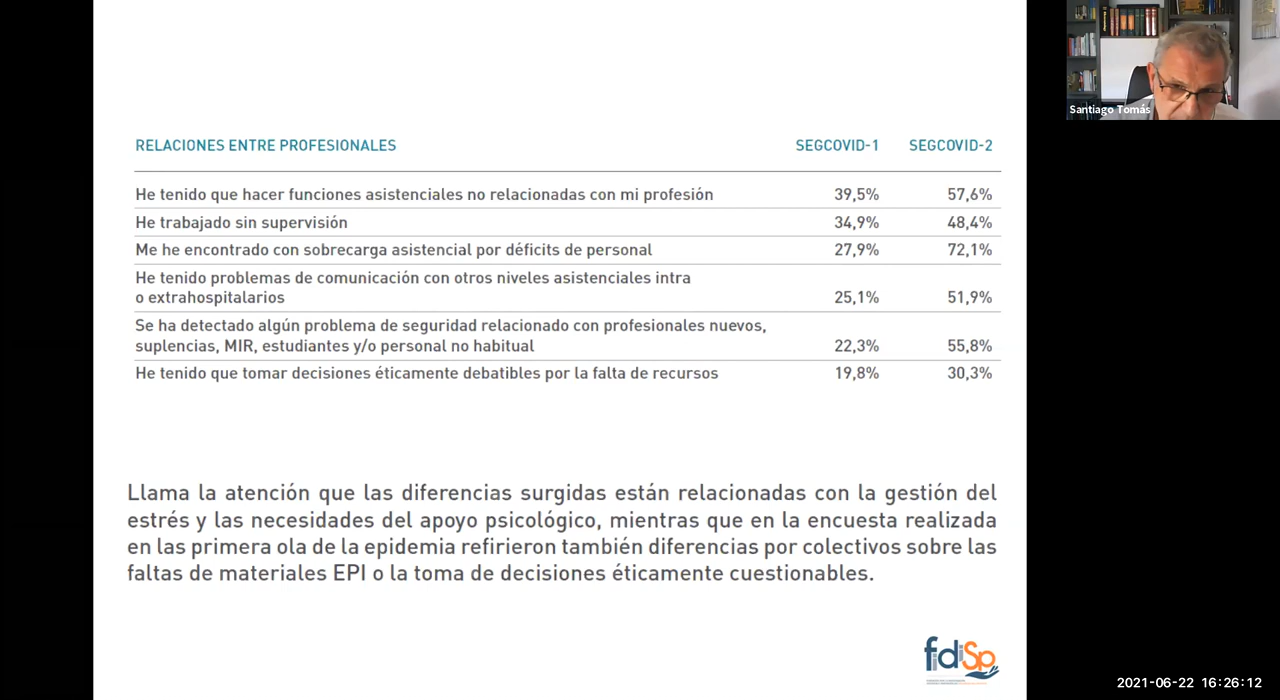 Santiago Tomás
RELACIONES ENTRE PROFESIONALES SEGCOVID-1 SEGCOVID-2
He tenido que hacer funciones asistenciales no relacionadas con mi profesión 39,5% 57,6%
He trabajado sin supervisión 34,9% 48,4%
Me he encontrado con sobrecarga asistencial por déficits de personal 27,9% 72,1%
He tenido problemas de comunicación con otros niveles asistenciales intra
o extrahospitalarios 25,1% 51,9%
Se ha detectado algún problema de seguridad relacionado con profesionales nuevos,
suplencias, MIR, estudiantes y/o personal no habitual 22,3% 55,8%
He tenido que tomar decisiones éticamente debatibles por la falta de recursos 19,8% 30,3%
Llama la atención que las diferencias surgidas están relacionadas con la gestión del
estrés y las necesidades del apoyo psicológico, mientras que en la encuesta realizada
en las primera ola de la epidemia refirieron también diferencias por colectivos sobre las
faltas de materiales EPI o la toma de decisiones éticamente cuestionables.
fidiSp
2021-06-22 16:26:12